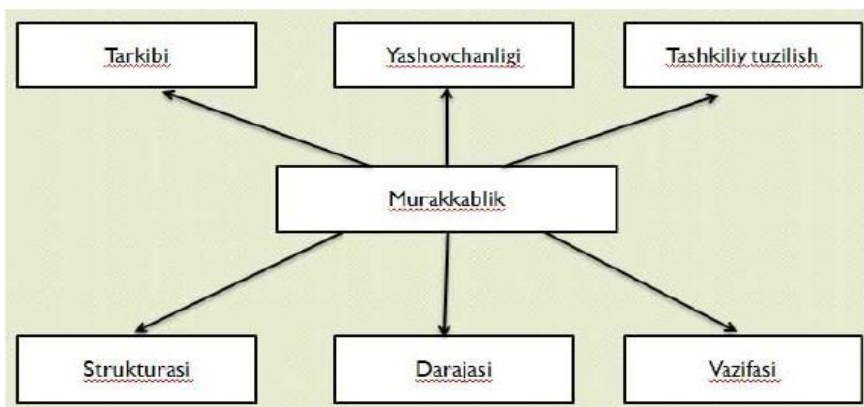 Tarkibi
Yashovchanligi
Tashkiliy tuzilish
Murakkablik
Strukturasi
Darajasi
Vazifasi